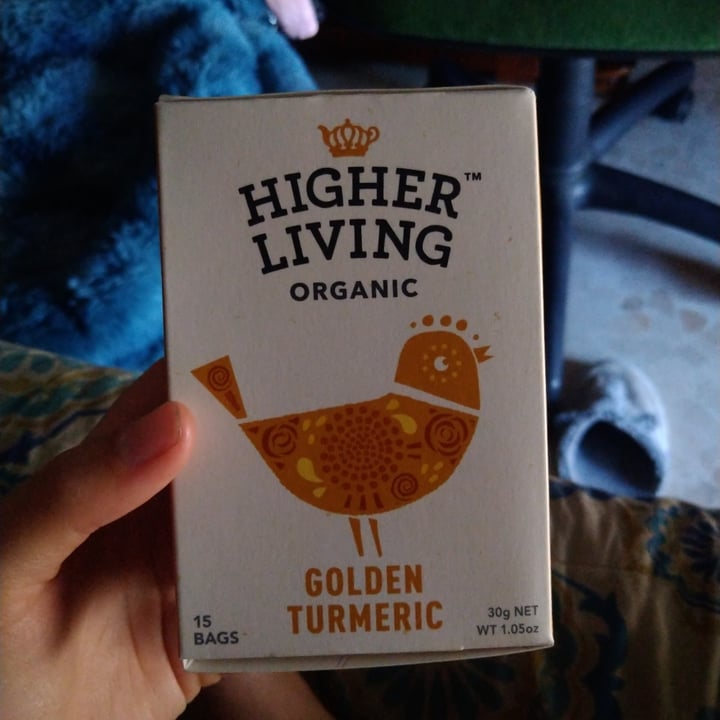 HIGHER™
LIVING
ORGANIC
GOLDEN
TURMERIC
15
BAGS
30g NET
WT 1.05oz